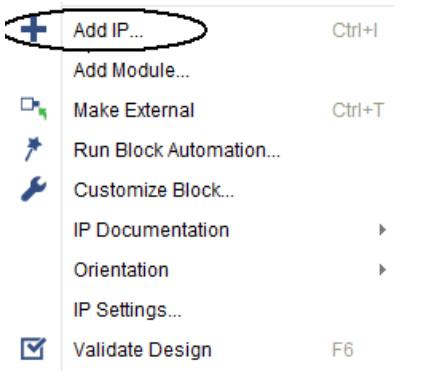 Add IP... Ctrl+I
Add Module...
Make External Ctrl+T
Run Block Automation...
Customize Block...
IP Documentation
Orientation
IP Settings...
Validate Design F6